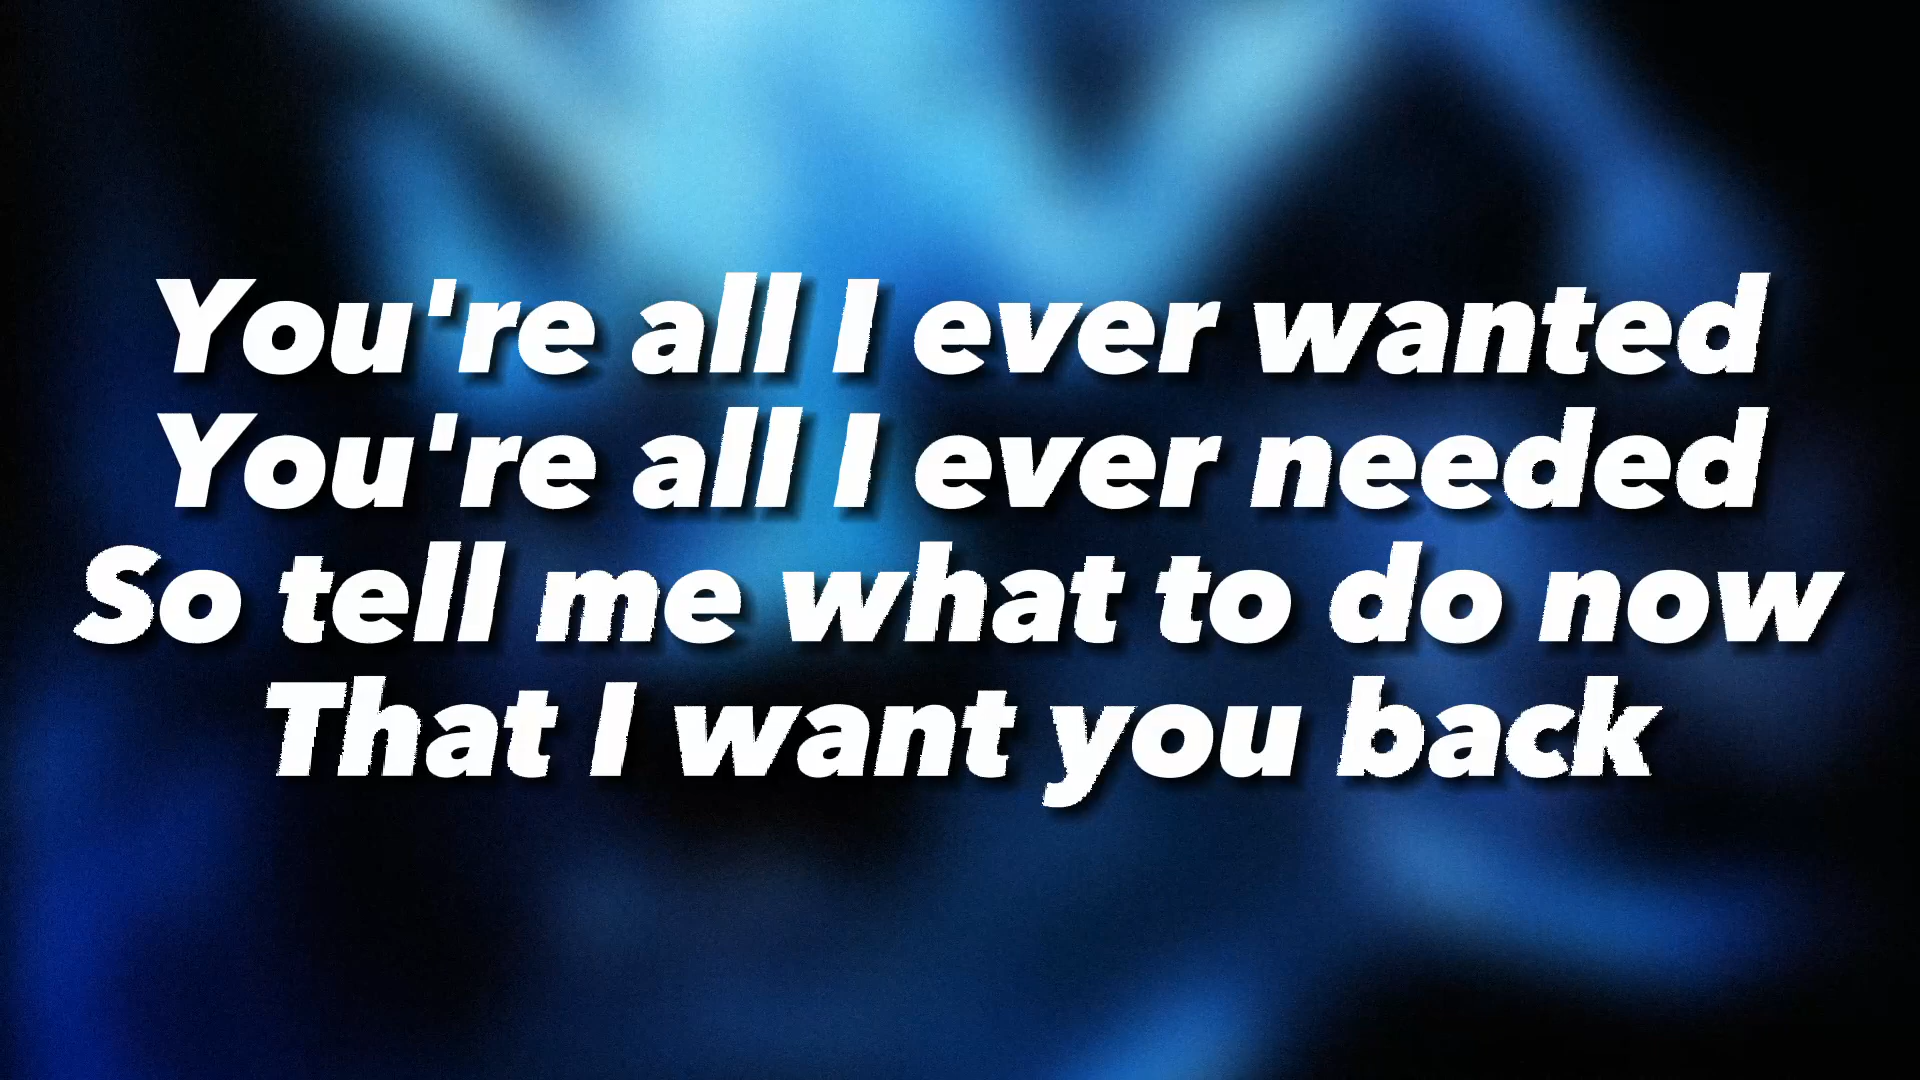 You're all I ever wanted
You're all I ever needed
So tell me what to do now
That I want you back